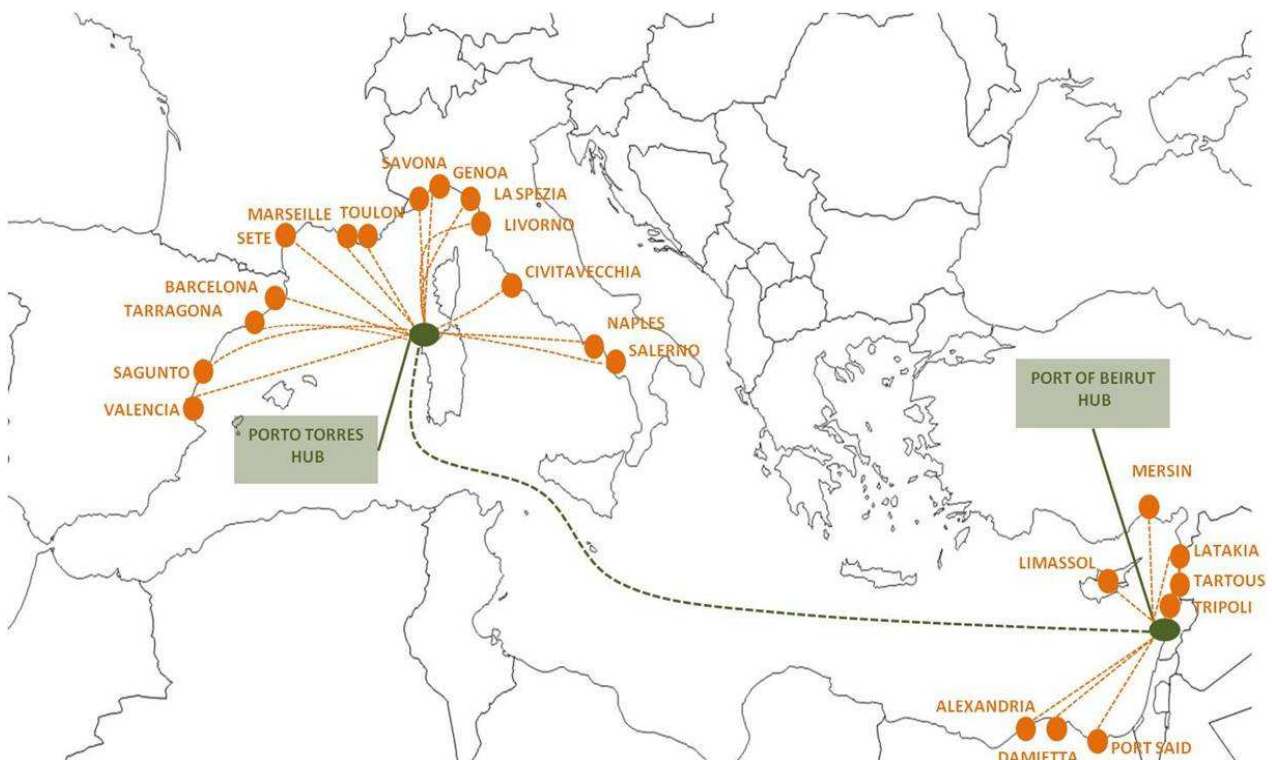 SAVONA
GENOA
LA SPEZIA
MARSEILLE
TOULON
LIVORNO
SETE
CIVITAVECCHIA
BARCELONA
TARRAGONA
NAPLES
SALERNO
SAGUNTO
VALENCIA
PORTO TORRES
HUB
PORT OF BEIRUT
HUB
MERSIN
LATAKIA
LIMASSOL
TARTOUS
TRIPOLI
ALEXANDRIA
DAMIETTA
PORT SAID